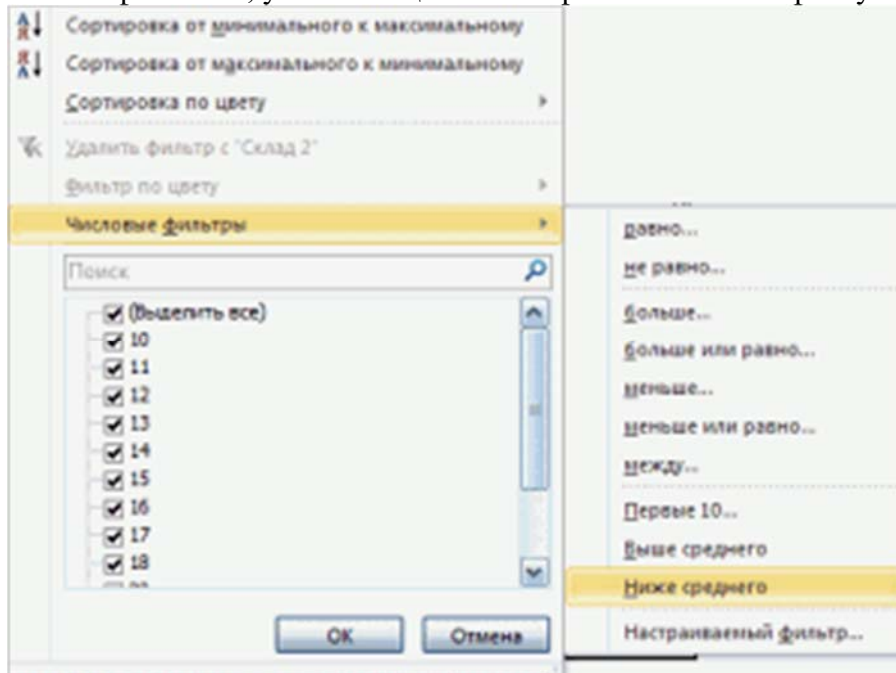 Сортировка от минимального к максимальному
Сортировка от максимального к минимальному
Сортировка по цвету
Удалить фильтр с "Склад 2"
Фильтр по цвету
Числовые фильтры
Поиск
(Выделить все)
10
11
12
13
14
15
16
17
18
ОК
Отмена
равно...
не равно...
больше...
больше или равно...
меньше...
меньше или равно...
между...
Первые 10...
Выше среднего
Ниже среднего
Настраиваемый фильтр...